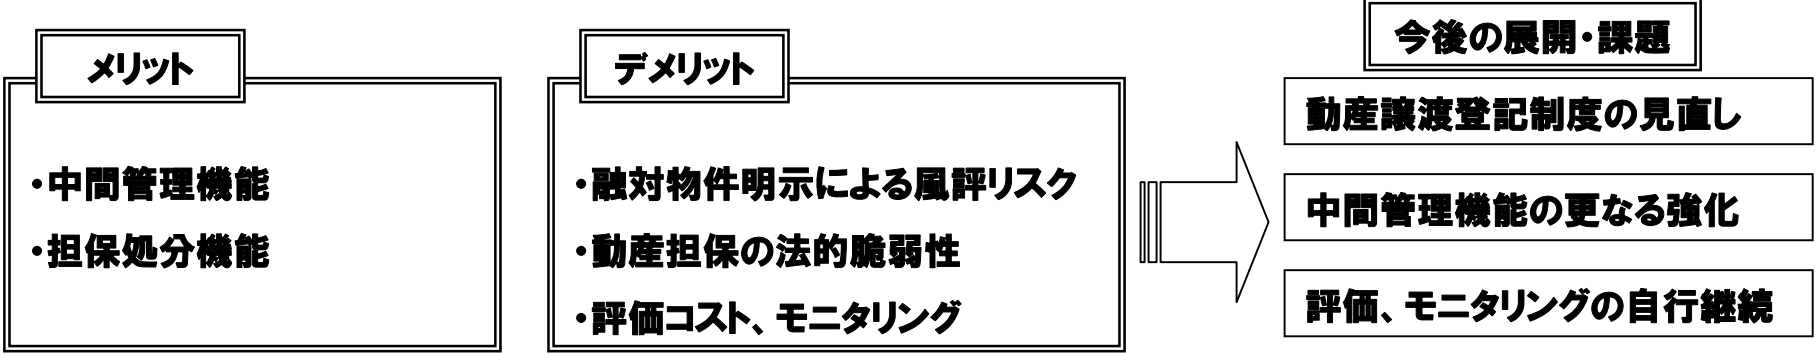 メリット
・中間管理機能
・担保処分機能
デメリット
・融対物件明示による風評リスク
・動産担保の法的脆弱性
・評価コスト、モニタリング
今後の展開・課題
動産譲渡登記制度の見直し
中間管理機能の更なる強化
評価、モニタリングの自行継続